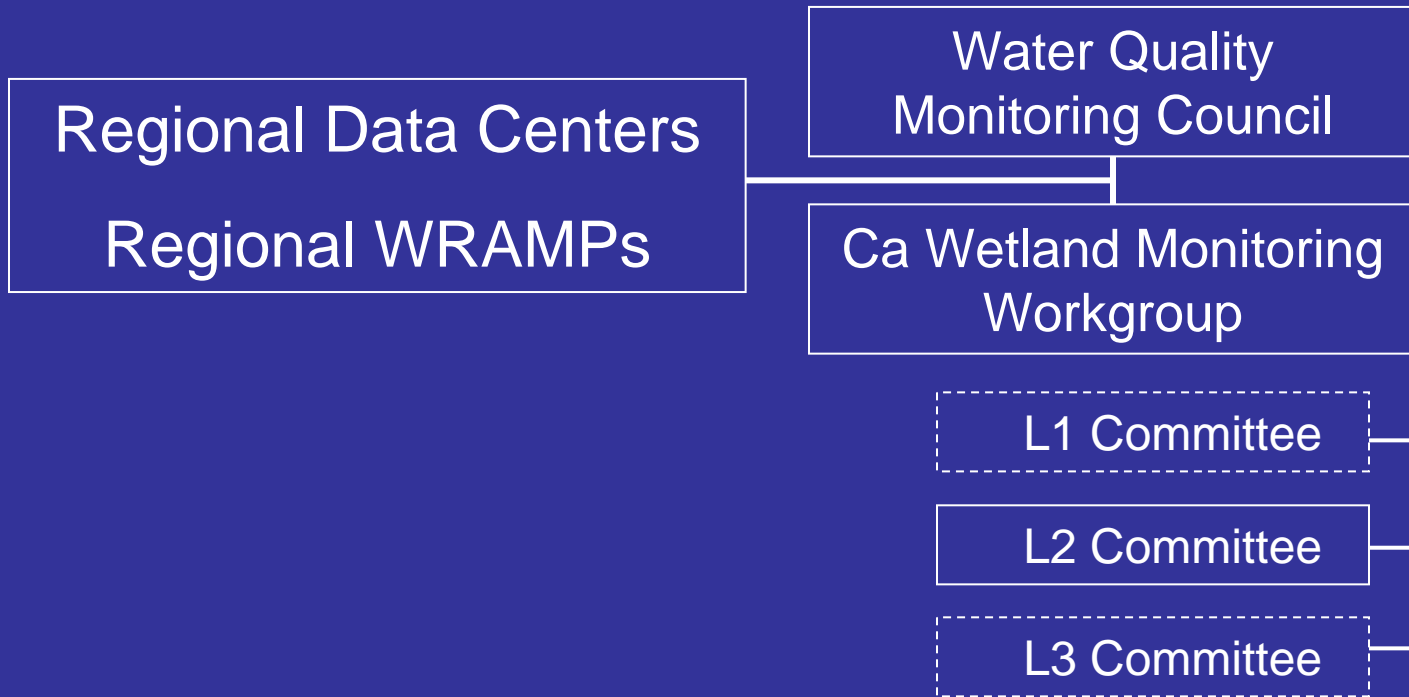 Regional Data Centers
Regional WRAMPs
Water Quality
Monitoring Council
Ca Wetland Monitoring
Workgroup
L1 Committee
L2 Committee
L3 Committee